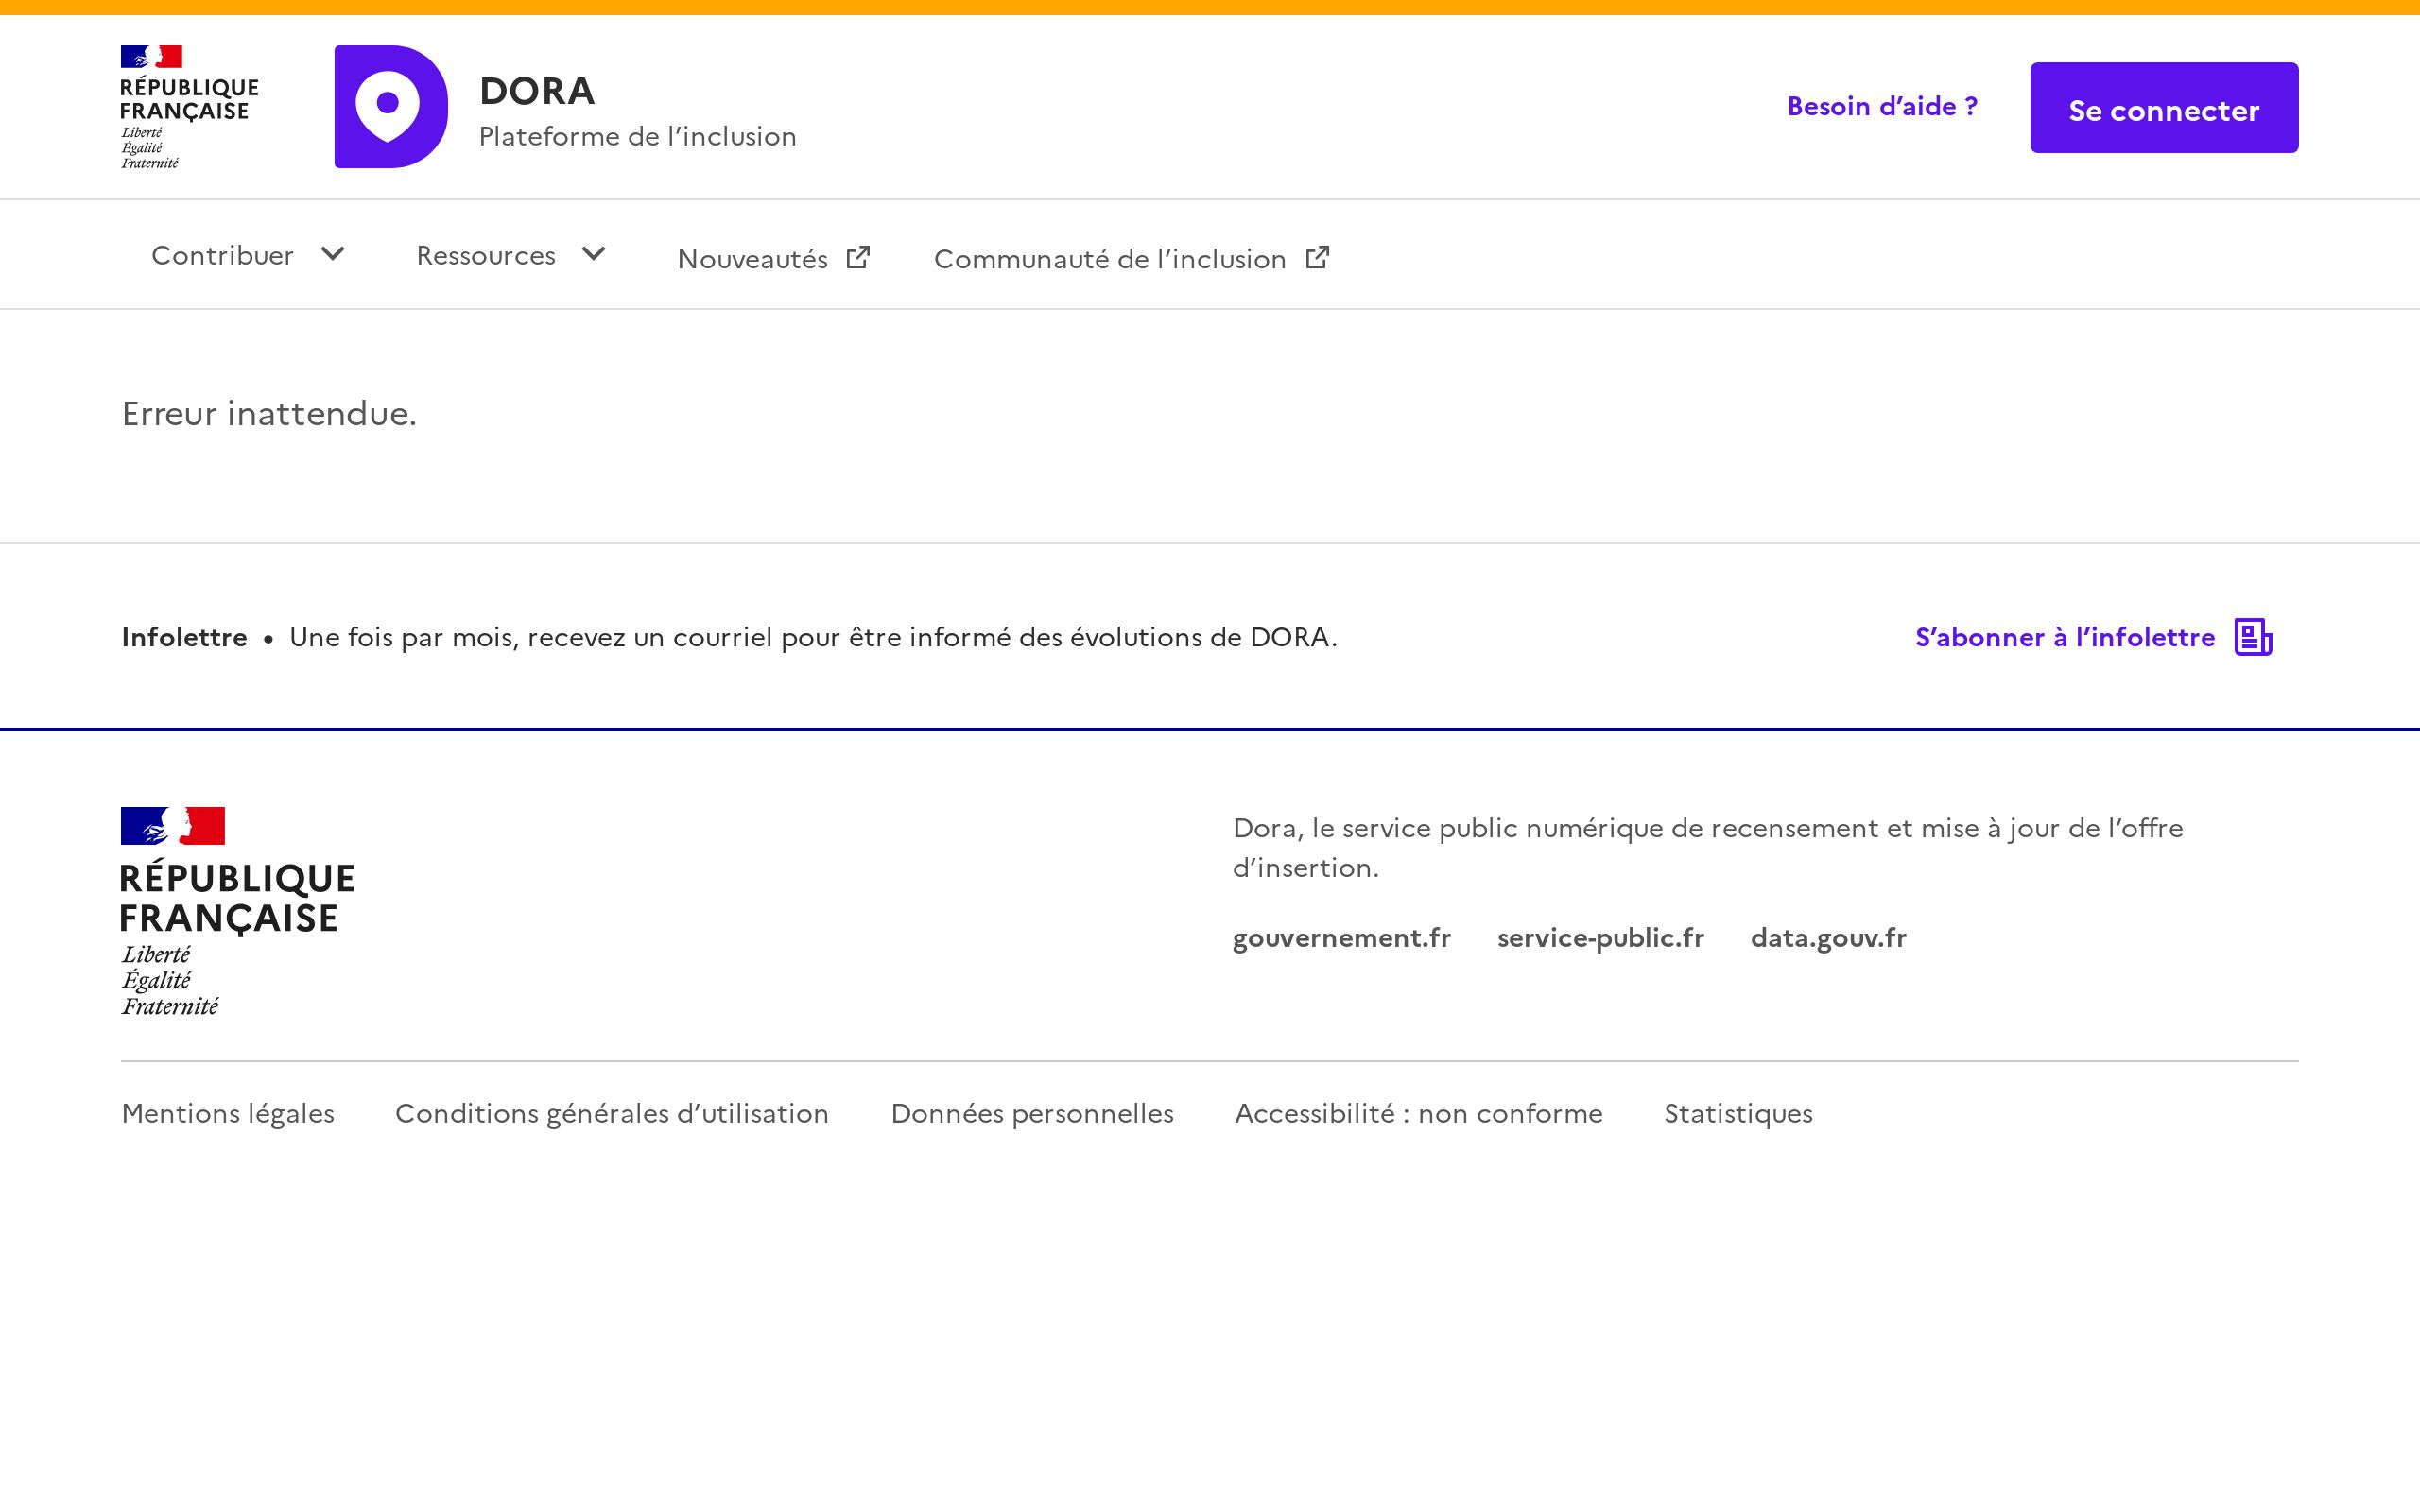 RÉPUBLIQUE
FRANÇAISE
Liberté
Égalité
Fraternité
DORA
Plateforme de l’inclusion
Besoin d’aide ?
Se connecter
Contribuer
Ressources
Nouveautés
Communauté de l’inclusion
Erreur inattendue.
Infolettre • Une fois par mois, recevez un courriel pour être informé des évolutions de DORA.
S’abonner à l’infolettre
RÉPUBLIQUE
FRANÇAISE
Liberté
Égalité
Fraternité
Dora, le service public numérique de recensement et mise à jour de l’offre
d’insertion.
gouvernement.fr
service-public.fr
data.gouv.fr
Mentions légales
Conditions générales d’utilisation
Données personnelles
Accessibilité : non conforme
Statistiques